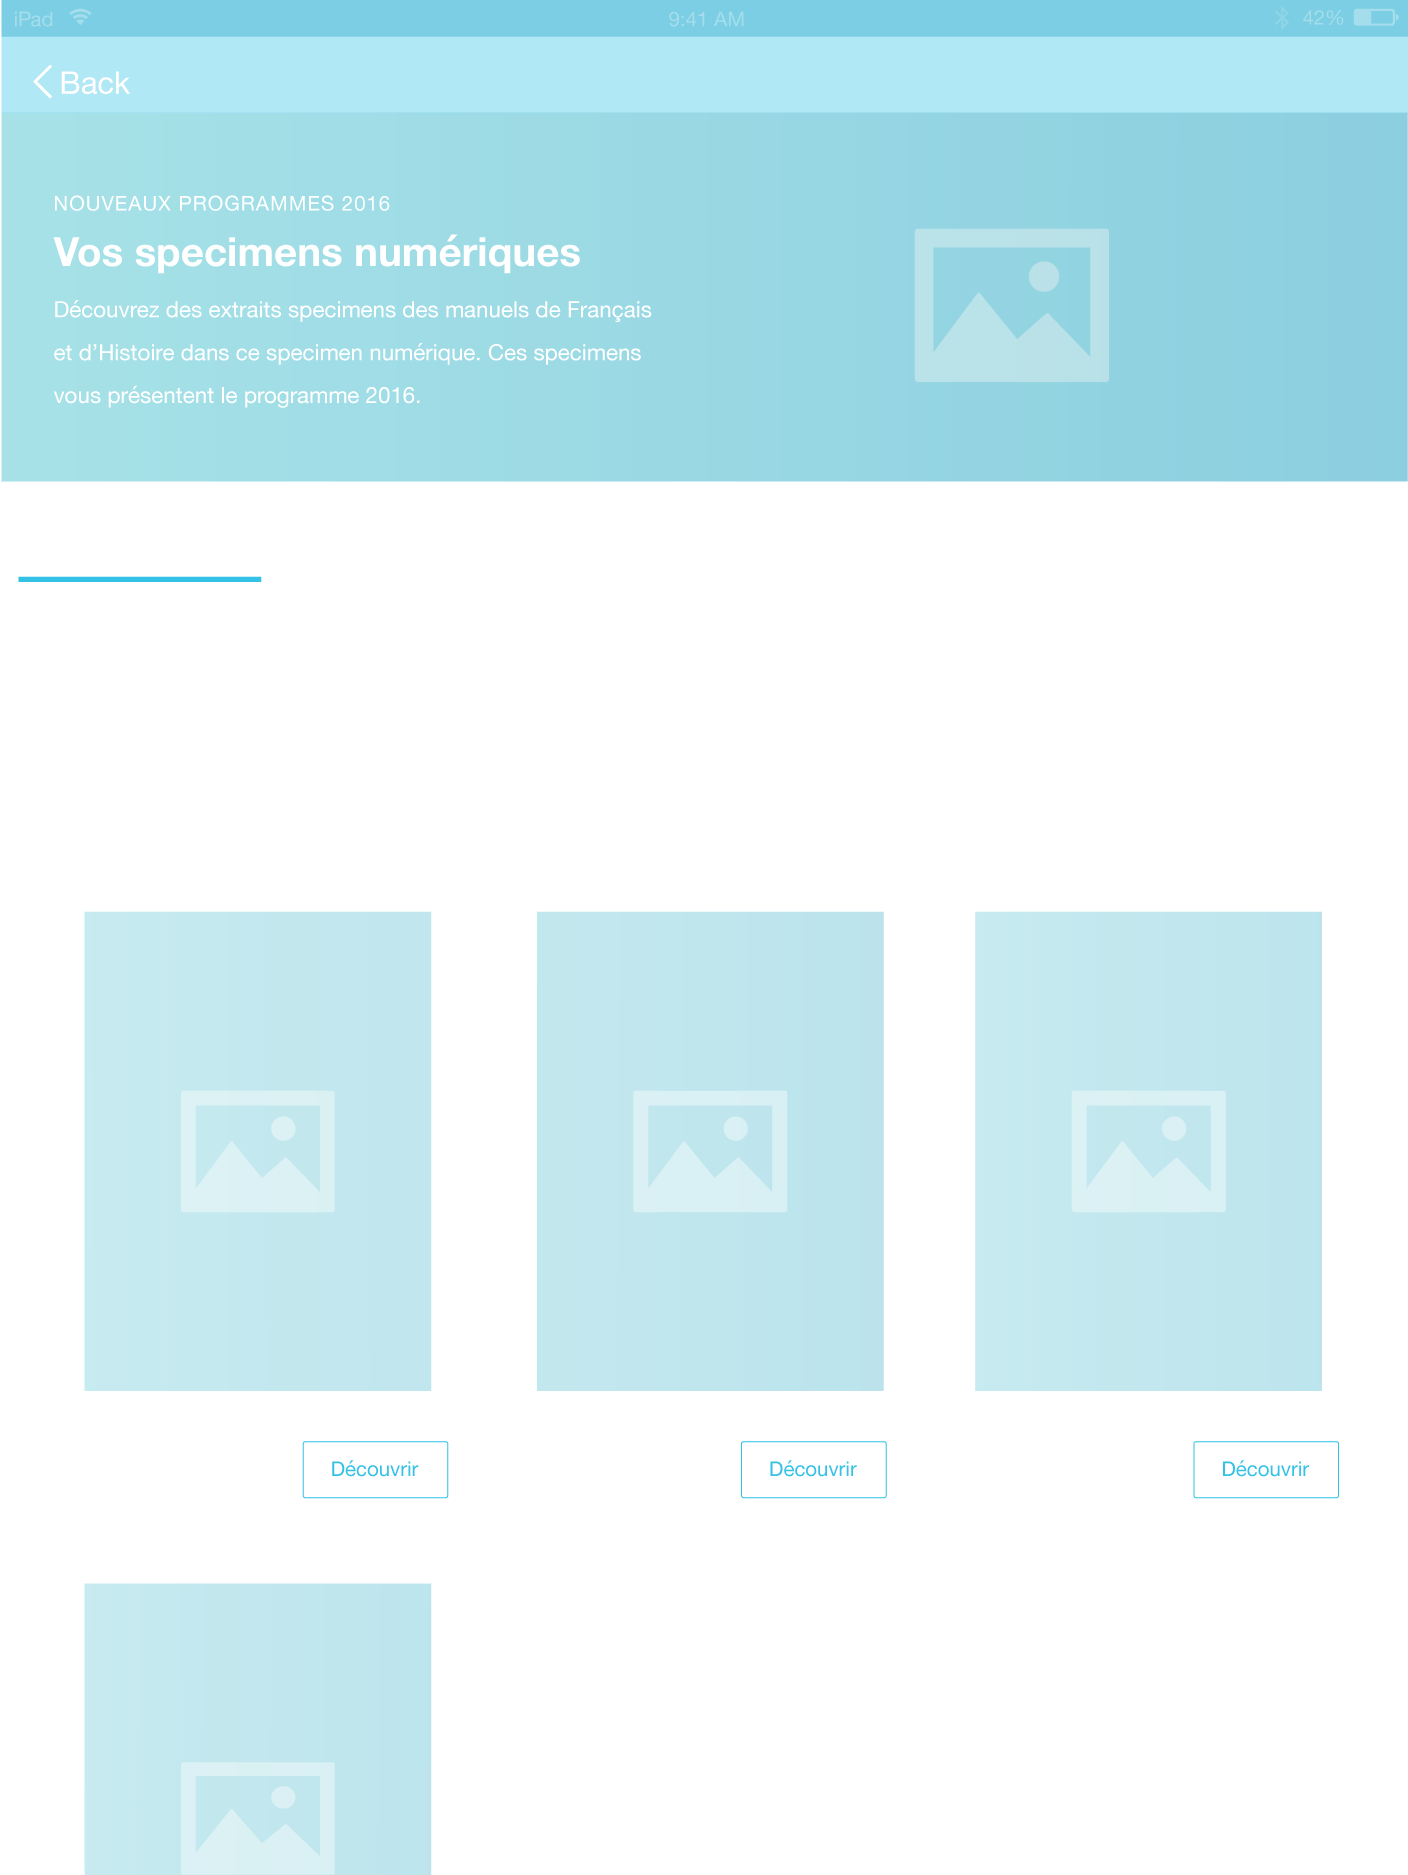 iPad
9:41 AM
42%
Back
NOUVEAUX PROGRAMMES 2016
Vos specimens numériques
Découvrez des extraits specimens des manuels de Français
et d’Histoire dans ce specimen numérique. Ces specimens
vous présentent le programme 2016.
Découvrir
Découvrir
Découvrir